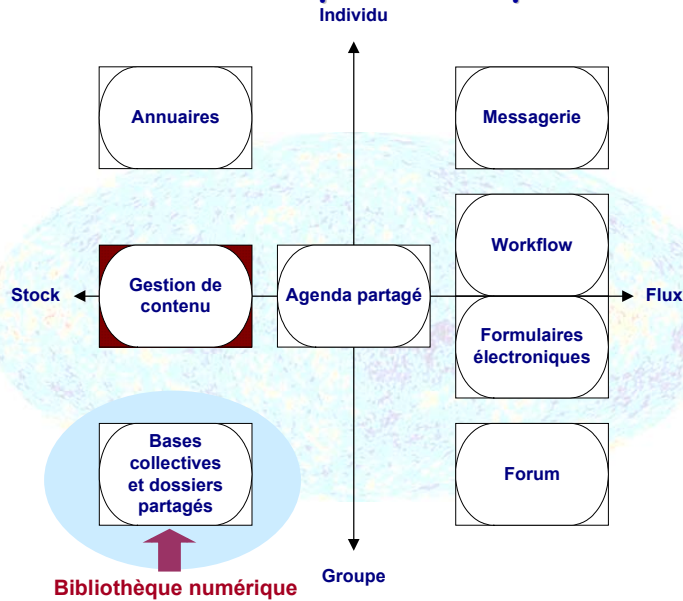 Individu
Annuaires
Messagerie
Workflow
Stock
Gestion de
contenu
Agenda partagé
Flux
Formulaires
électroniques
Bases
collectives
et dossiers
partagés
Forum
Groupe
Bibliothèque numérique